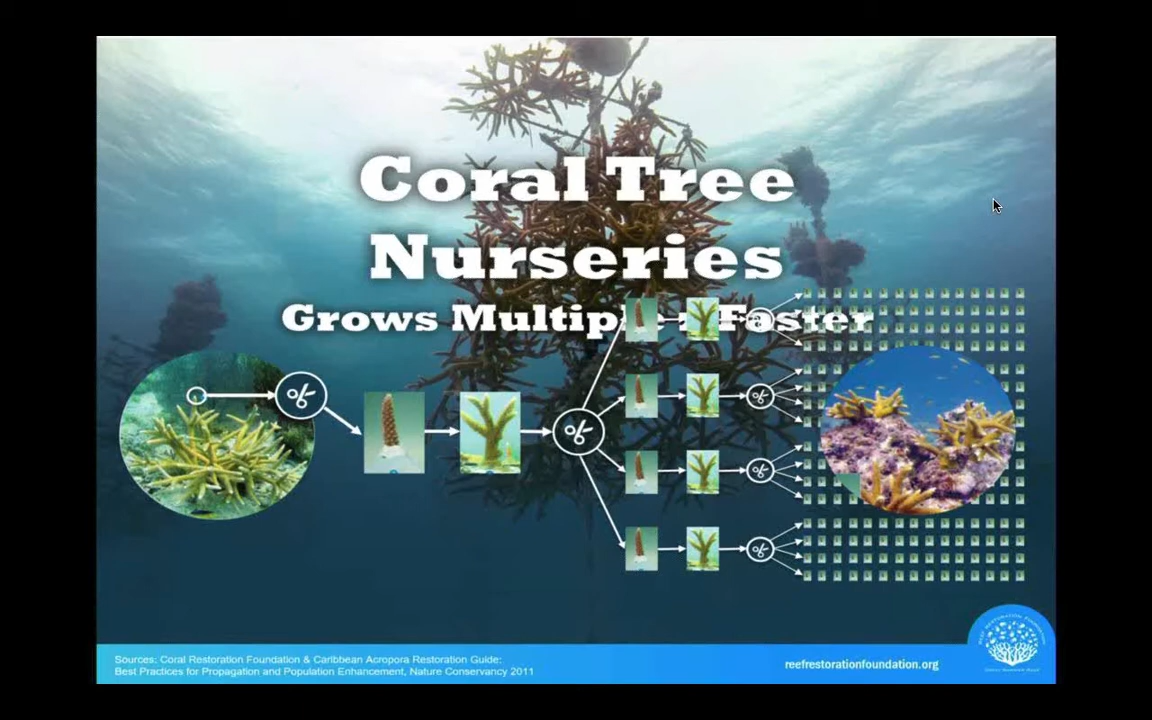 Coral Tree
Nurseries
Grows Faster
Sources: Coral Restoration Foundation & Caribbean Acropora Restoration Guide:
Best Practices for Propagation and Population Enhancement, Nature Conservancy 2011
reefrestorationfoundation.org